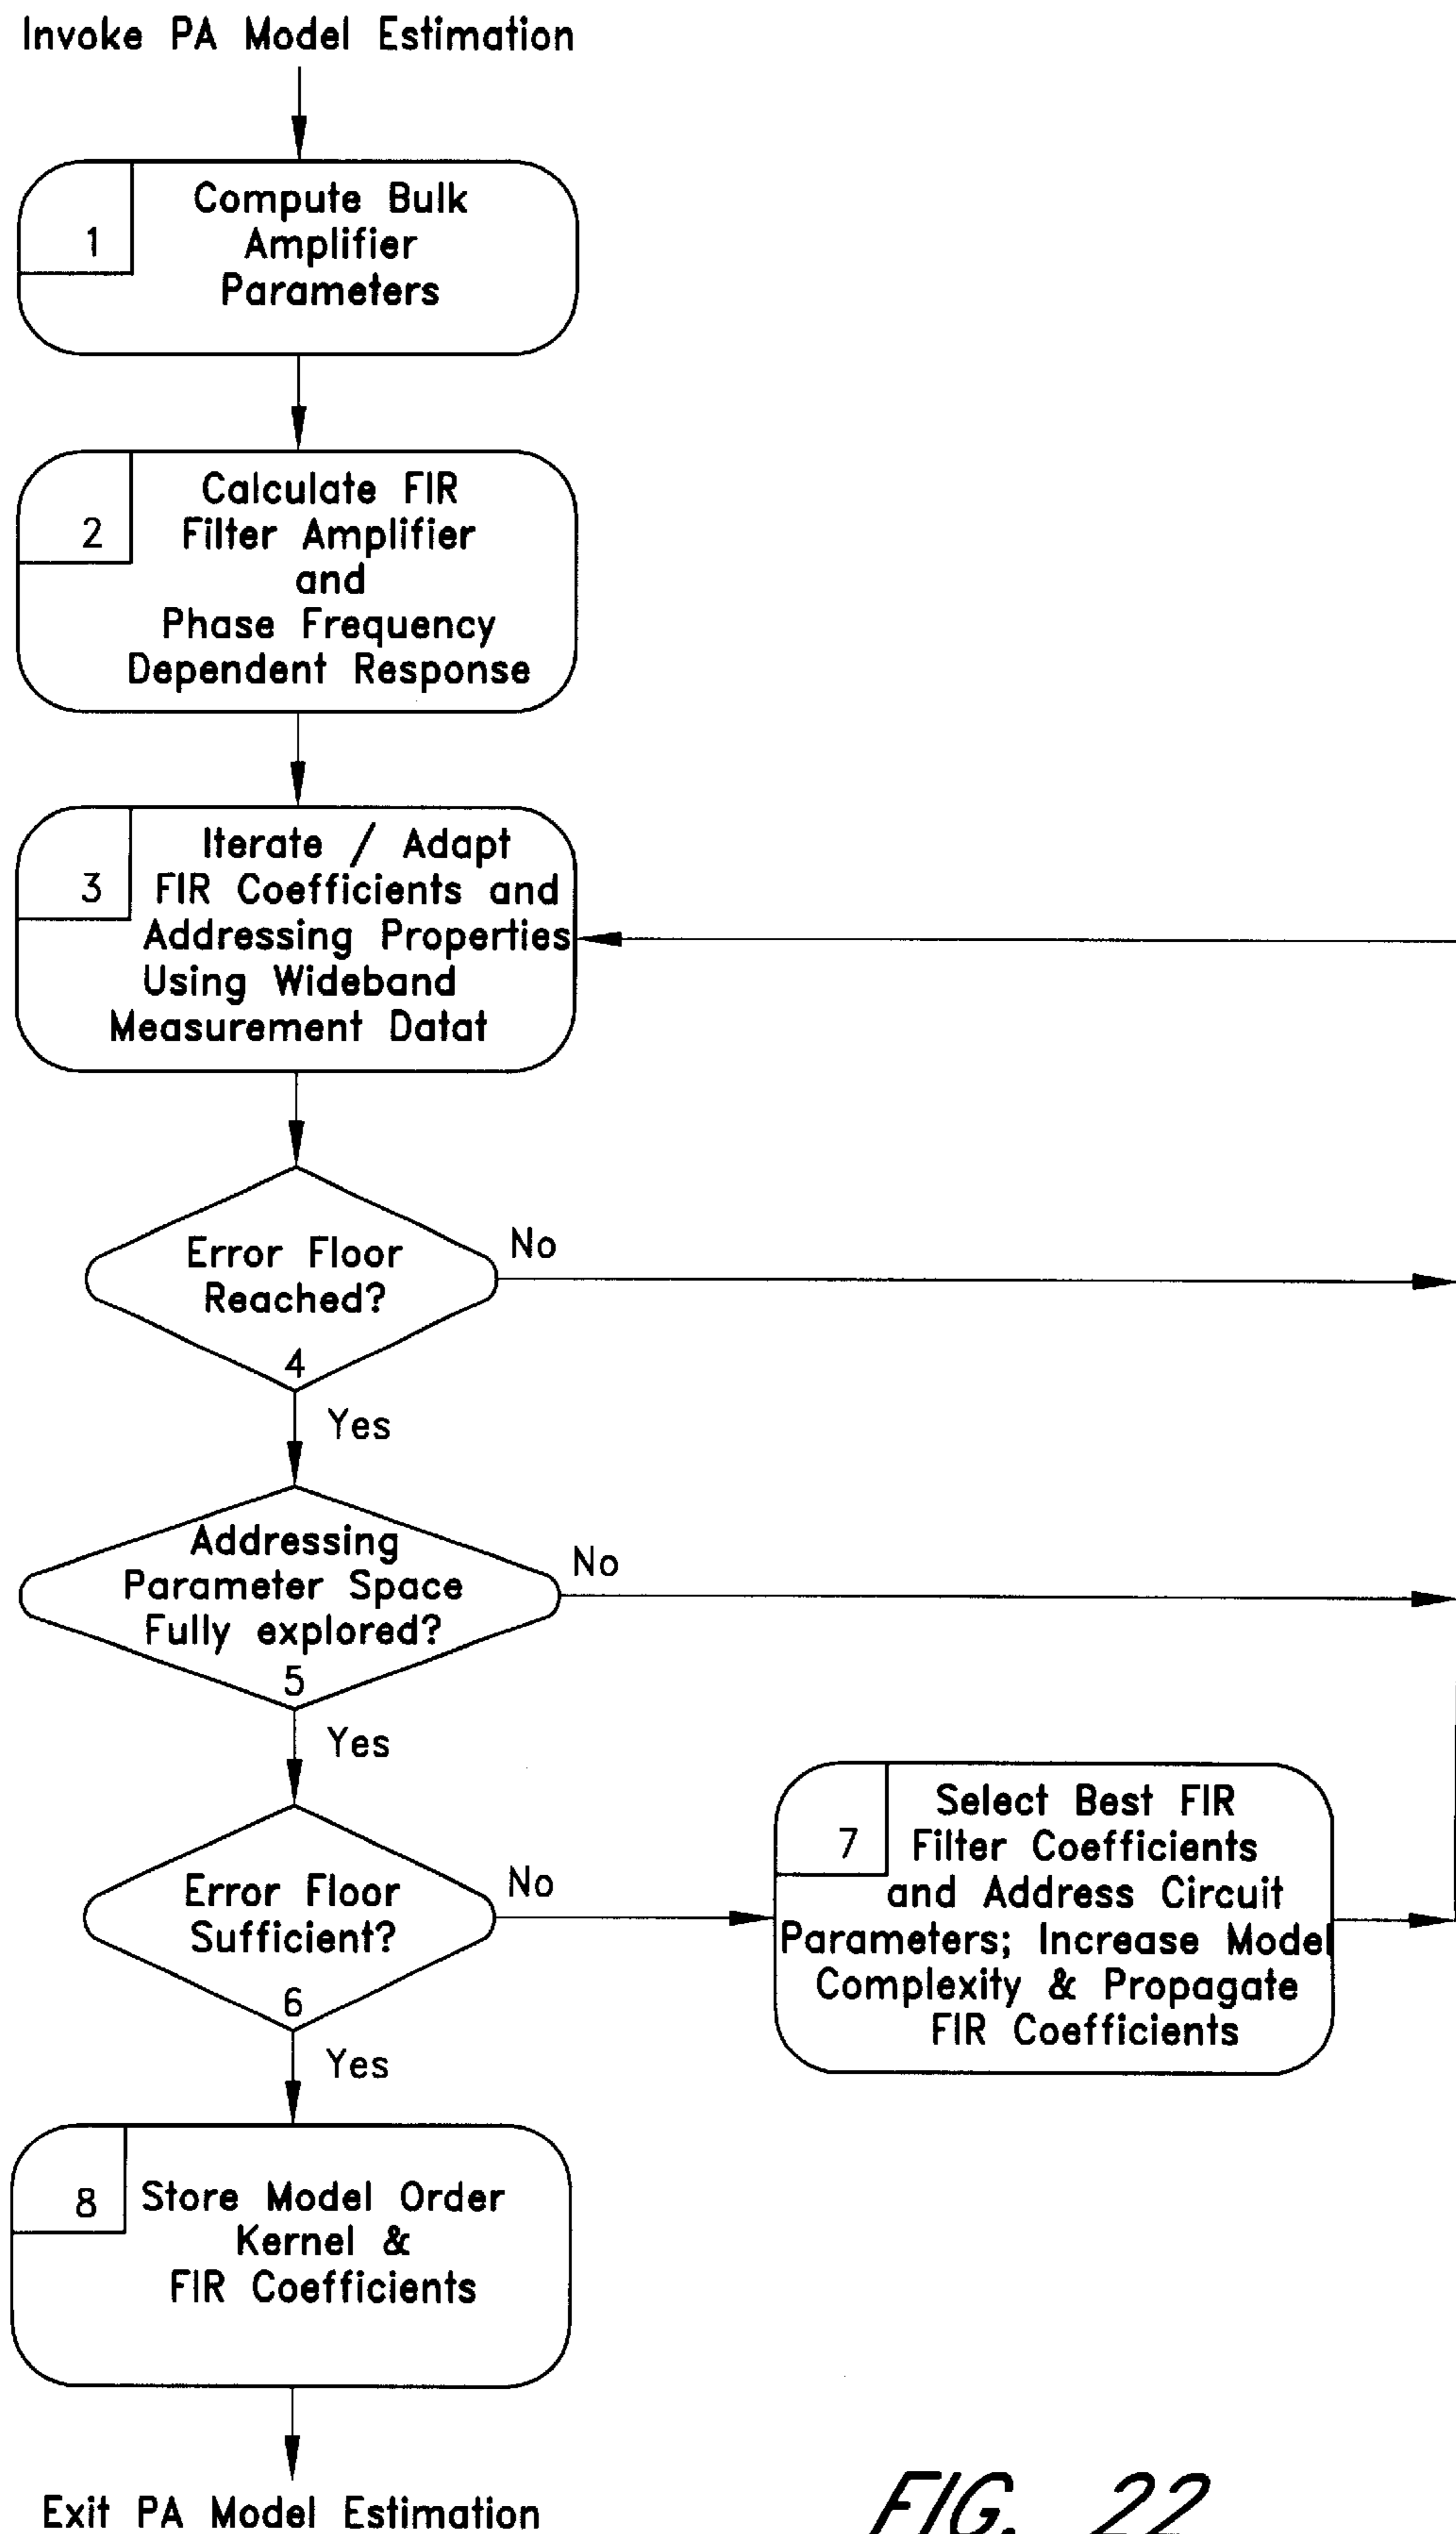 Invoke PA Model Estimation
1
Compute Bulk
Amplifier
Parameters
2
Calculate FIR
Filter Amplifier
and
Phase Frequency
Dependent Response
3
Iterate / Adapt
FIR Coefficients and
Addressing Properties
Using Wideband
Measurement Datat
Error Floor
Reached?
4
No
Yes
Addressing
Parameter Space
Fully explored?
5
No
Yes
Error Floor
Sufficient?
6
No
Yes
7
Select Best FIR
Filter Coefficients
and Address Circuit
Parameters; Increase Model
Complexity & Propagate
FIR Coefficients
8
Store Model Order
Kernel &
FIR Coefficients
Exit PA Model Estimation
FIG. 22